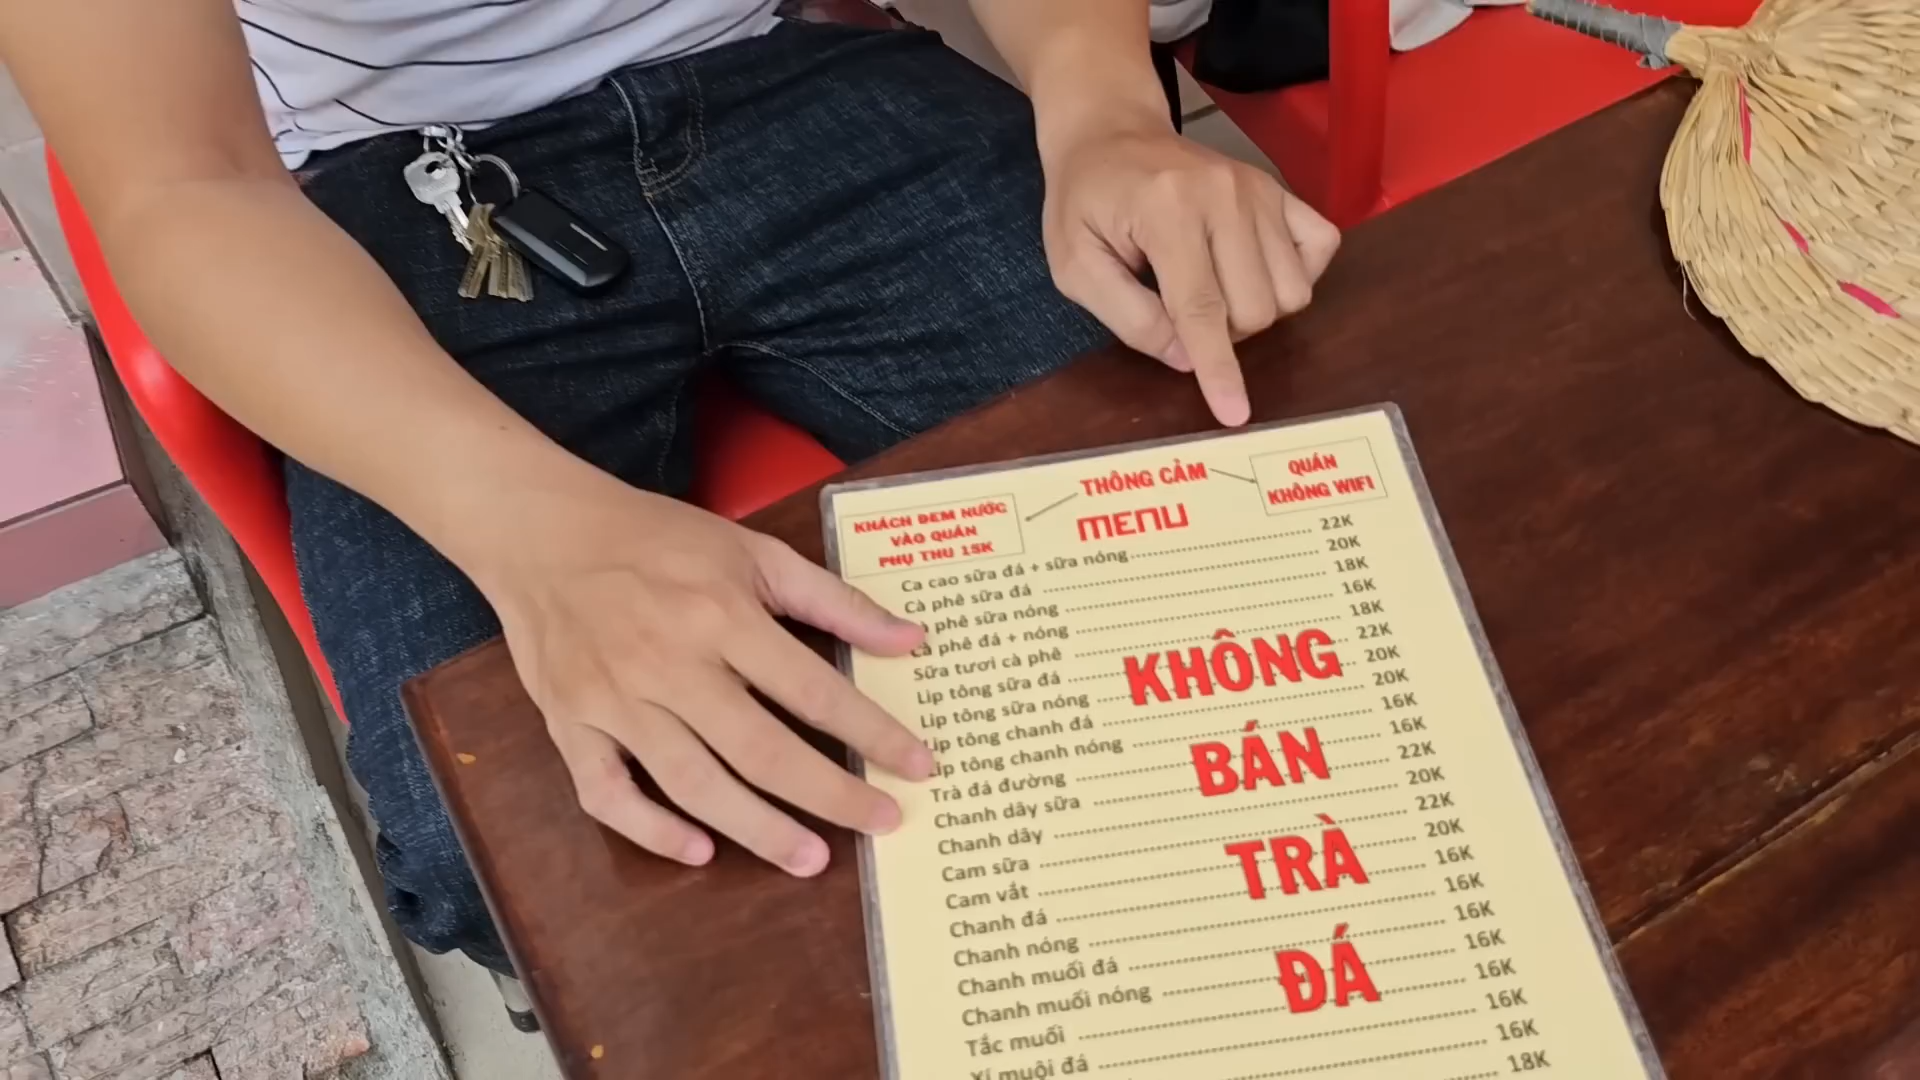 THÔNG CẢM
KHÁCH ĐEM NƯỚC
VÀO QUÁN
PHỤ THU 15K
QUÁN
KHÔNG WIFI
MENU
Ca cao sữa đá + sữa nóng 22K
Cà phê sữa đá 20K
phê sữa nóng 18K
Cà phê đá + nóng 16K
Sữa tươi cà phê 18K
Lip tông sữa đá 22K
Lip tông sữa nóng 20K
Lip tông chanh đá 20K
Lip tông chanh nóng 16K
Trà đá đường 16K
Chanh dây sữa 22K
Chanh dây 20K
Cam sữa 22K
Cam vắt 20K
Chanh đá 16K
Chanh nóng 16K
Chanh muối đá 16K
Chanh muối nóng 16K
Tắc muối 16K
Xí muội đá 16K
16K
18K
KHÔNG
BÁN
TRÀ
ĐÁ